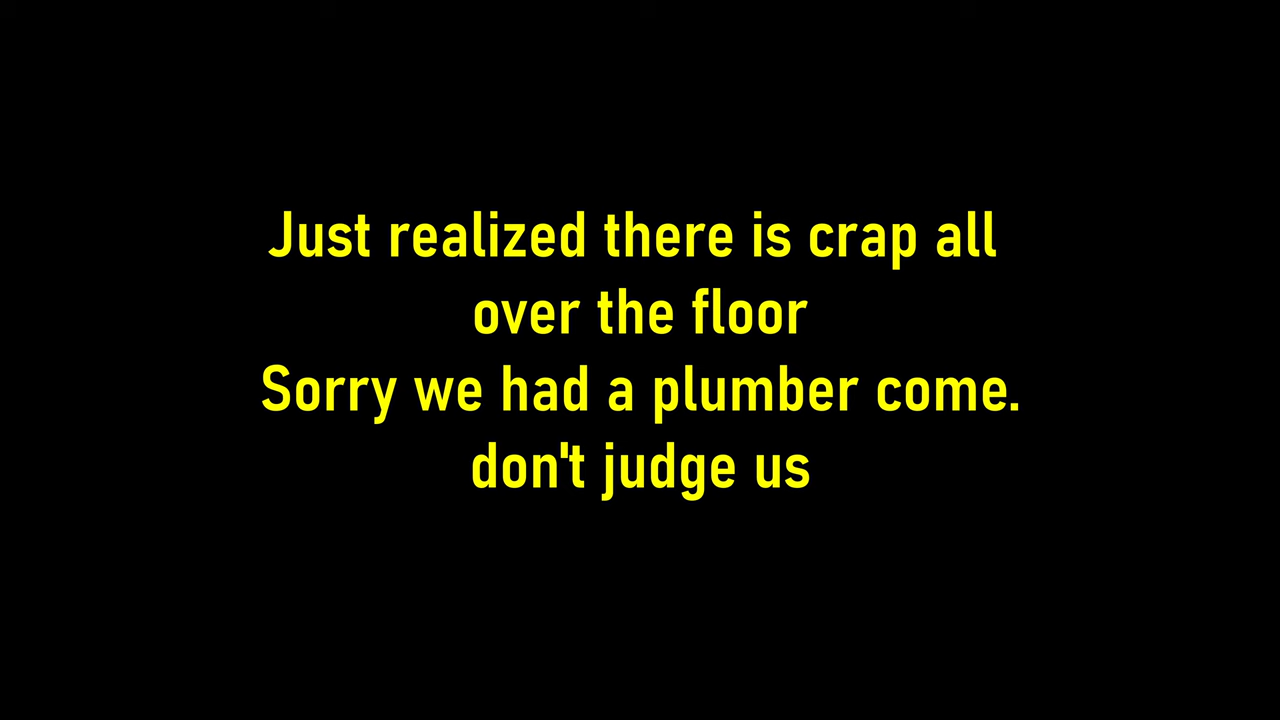 Just realized there is crap all
over the floor
Sorry we had a plumber come.
don't judge us